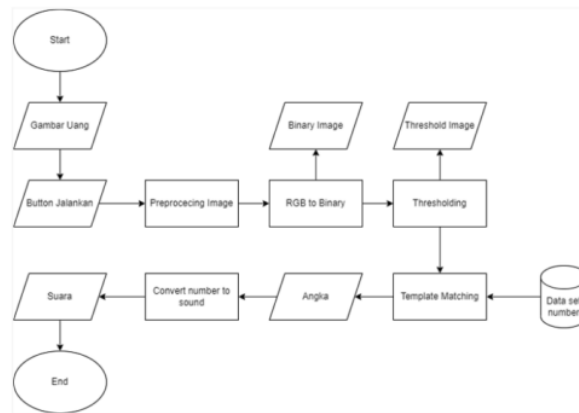 Start
Gambar Uang
Binary Image
Threshold Image
Button Jalankan
Preprocecing Image
RGB to Binary
Thresholding
Suara
Convert number to
sound
Angka
Template Matching
Data set
number
End